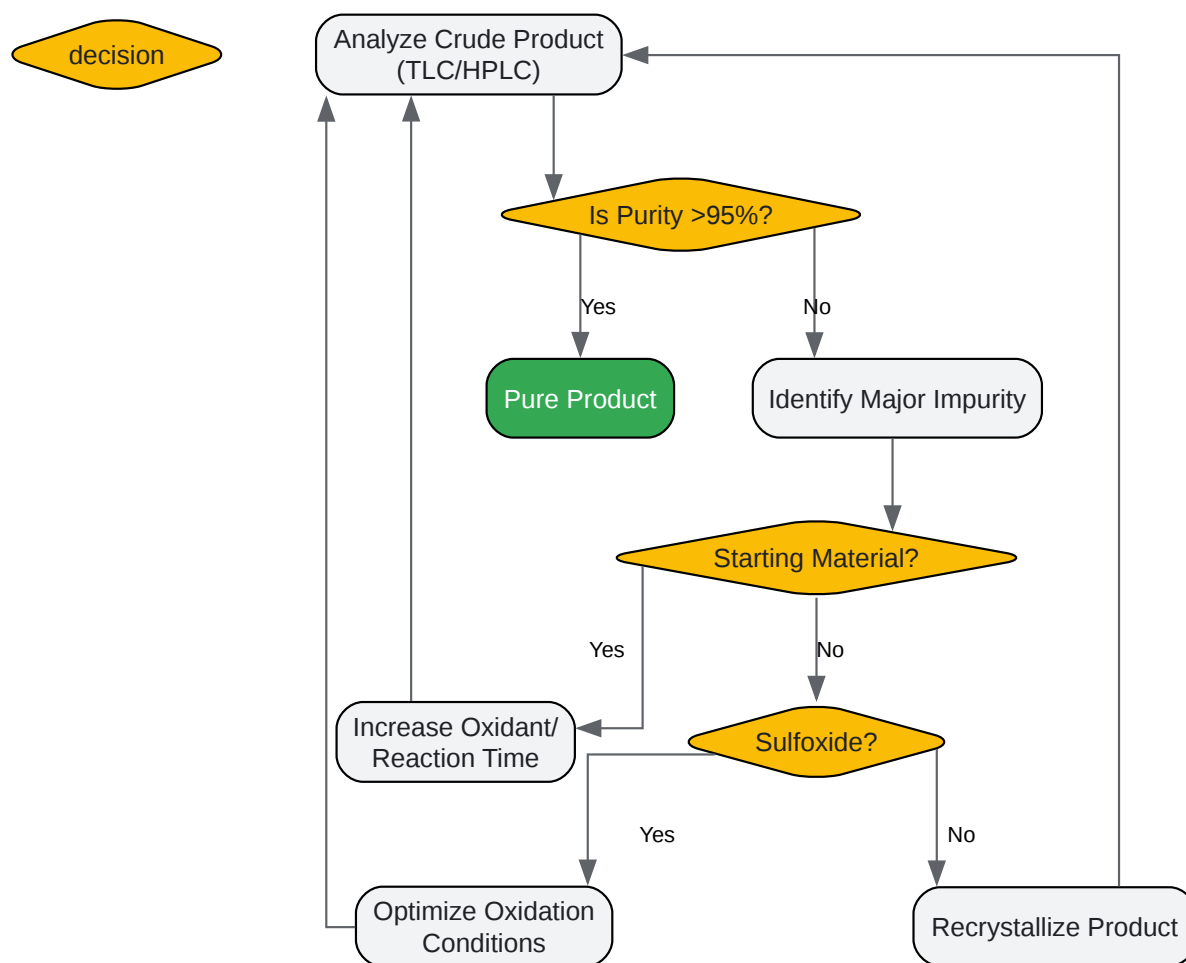 decision
Analyze Crude Product
(TLC/HPLC)
Is Purity >95%?
Yes
No
Pure Product
Identify Major Impurity
Starting Material?
Yes
No
Increase Oxidant/
Reaction Time
Sulfoxide?
Yes
No
Optimize Oxidation
Conditions
Recrystallize Product